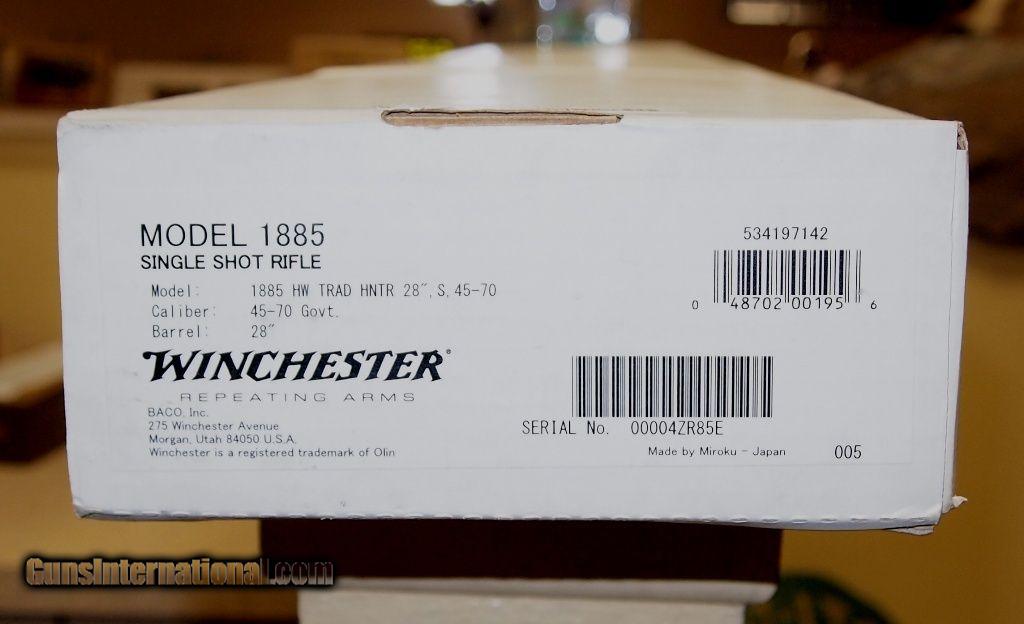 MODEL 1885
SINGLE SHOT RIFLE
Model: 1885 HW TRAD HNTR 28", S, 45-70
Caliber: 45-70 Govt.
Barrel: 28"
WINCHESTER®
REPEATING ARMS
BACO, Inc.
275 Winchester Avenue
Morgan, Utah 84050 U.S.A.
Winchester is a registered trademark of Olin
534197142
0 48702 00195 6
SERIAL No. 00004ZR85E
Made by Miroku - Japan 005
GunsInternational.com